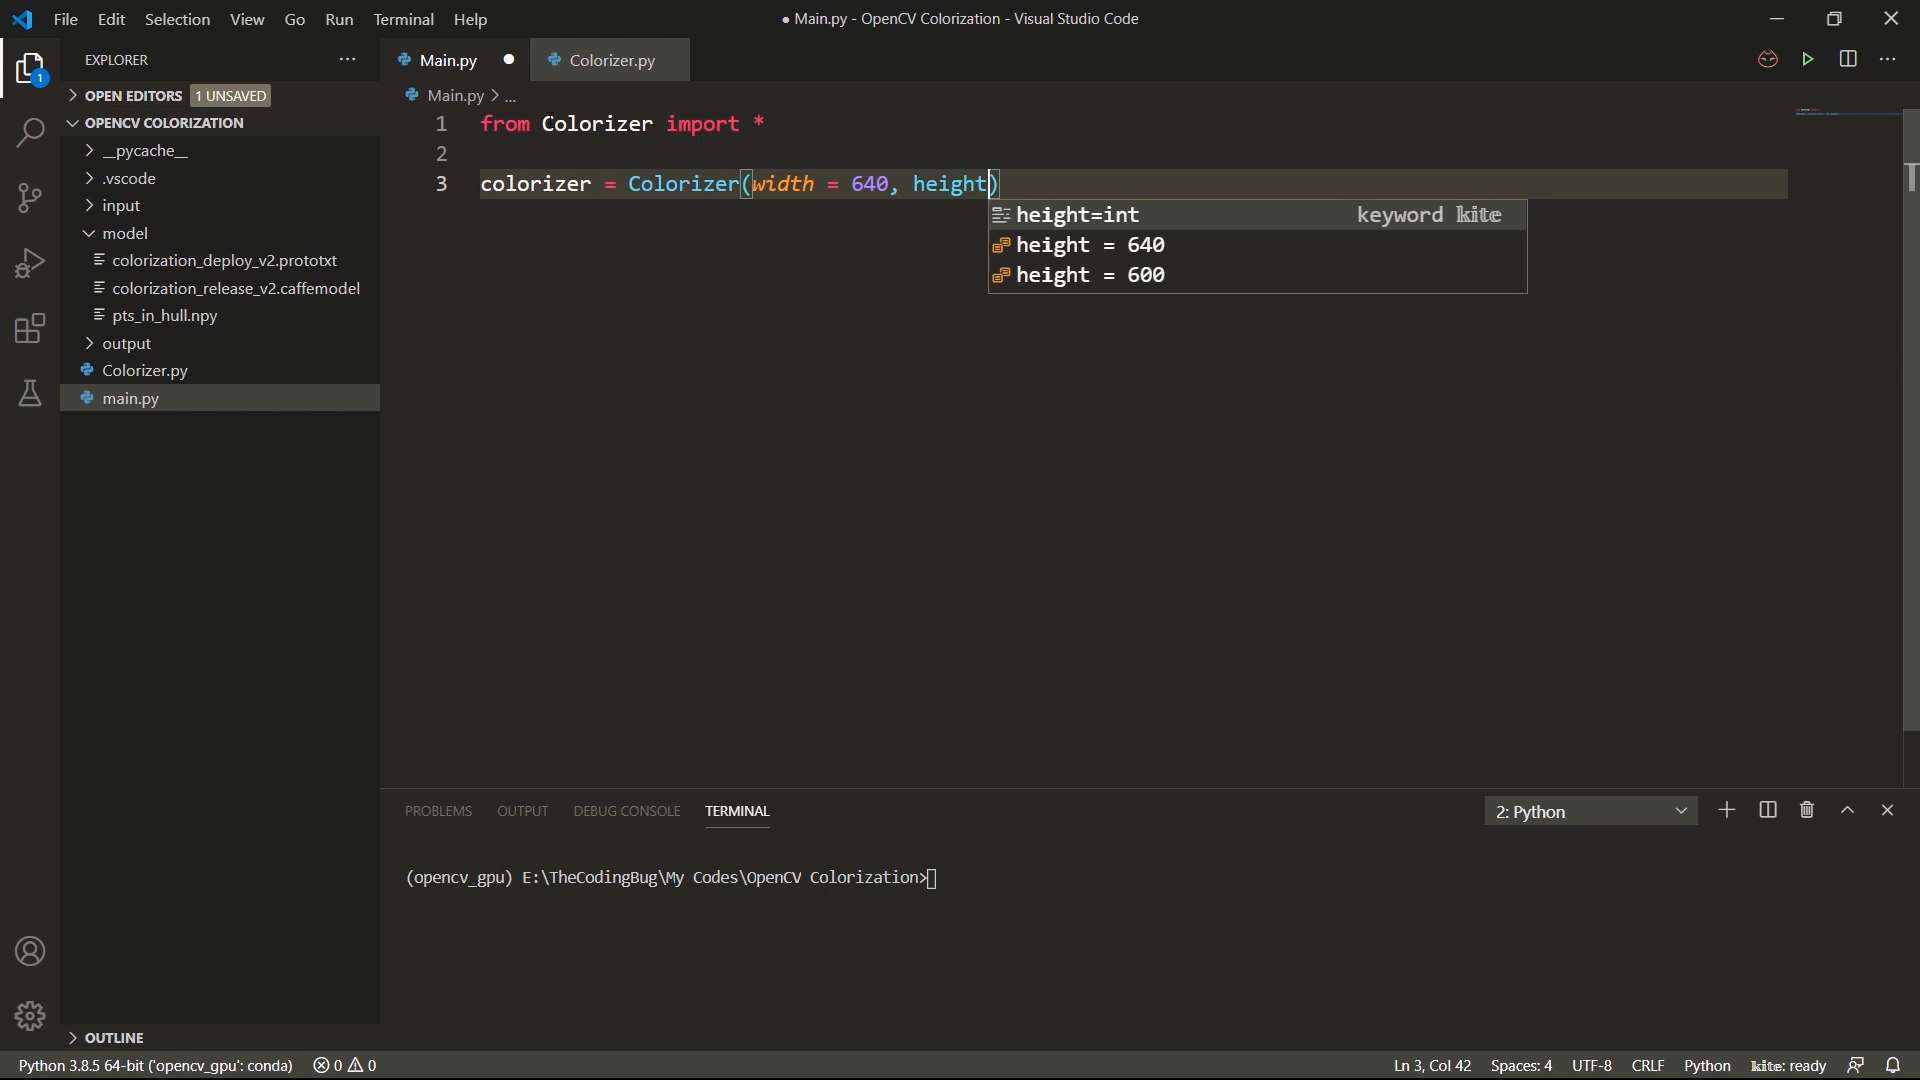 File Edit Selection View Go Run Terminal Help
● Main.py - OpenCV Colorization - Visual Studio Code
EXPLORER
Main.py
Colorizer.py
1
OPEN EDITORS 1 UNSAVED
Main.py > ...
OPENCV COLORIZATION
__pycache__
.vscode
input
model
colorization_deploy_v2.prototxt
colorization_release_v2.caffemodel
pts_in_hull.npy
output
Colorizer.py
main.py
OUTLINE
1 from Colorizer import *
2
3 colorizer = Colorizer(width = 640, height)
height=int keyword kite
height = 640
height = 600
PROBLEMS OUTPUT DEBUG CONSOLE TERMINAL
2: Python
(opencv_gpu) E:\TheCodingBug\My Codes\OpenCV Colorization>
Python 3.8.5 64-bit ('opencv_gpu': conda) 0 0
Ln 3, Col 42 Spaces: 4 UTF-8 CRLF Python kite: ready